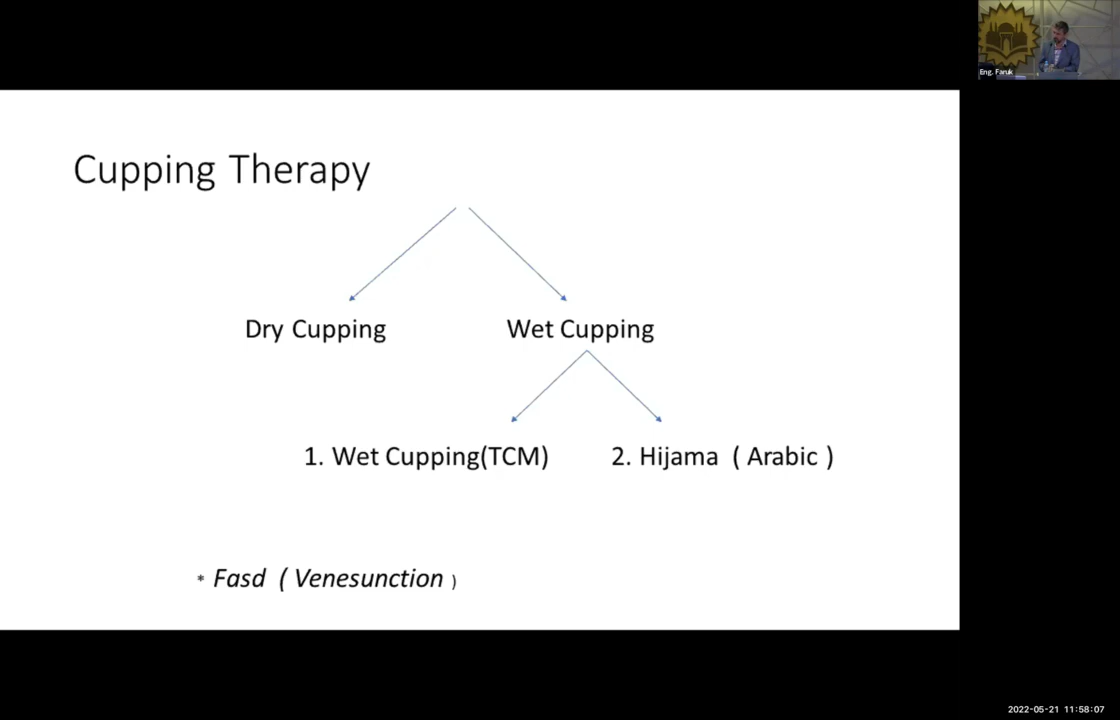 Eng. Faruk
Cupping Therapy
Dry Cupping
Wet Cupping
1. Wet Cupping(TCM)
2. Hijama ( Arabic )
* Fasd ( Venesunction )
2022-05-21 11:58:07